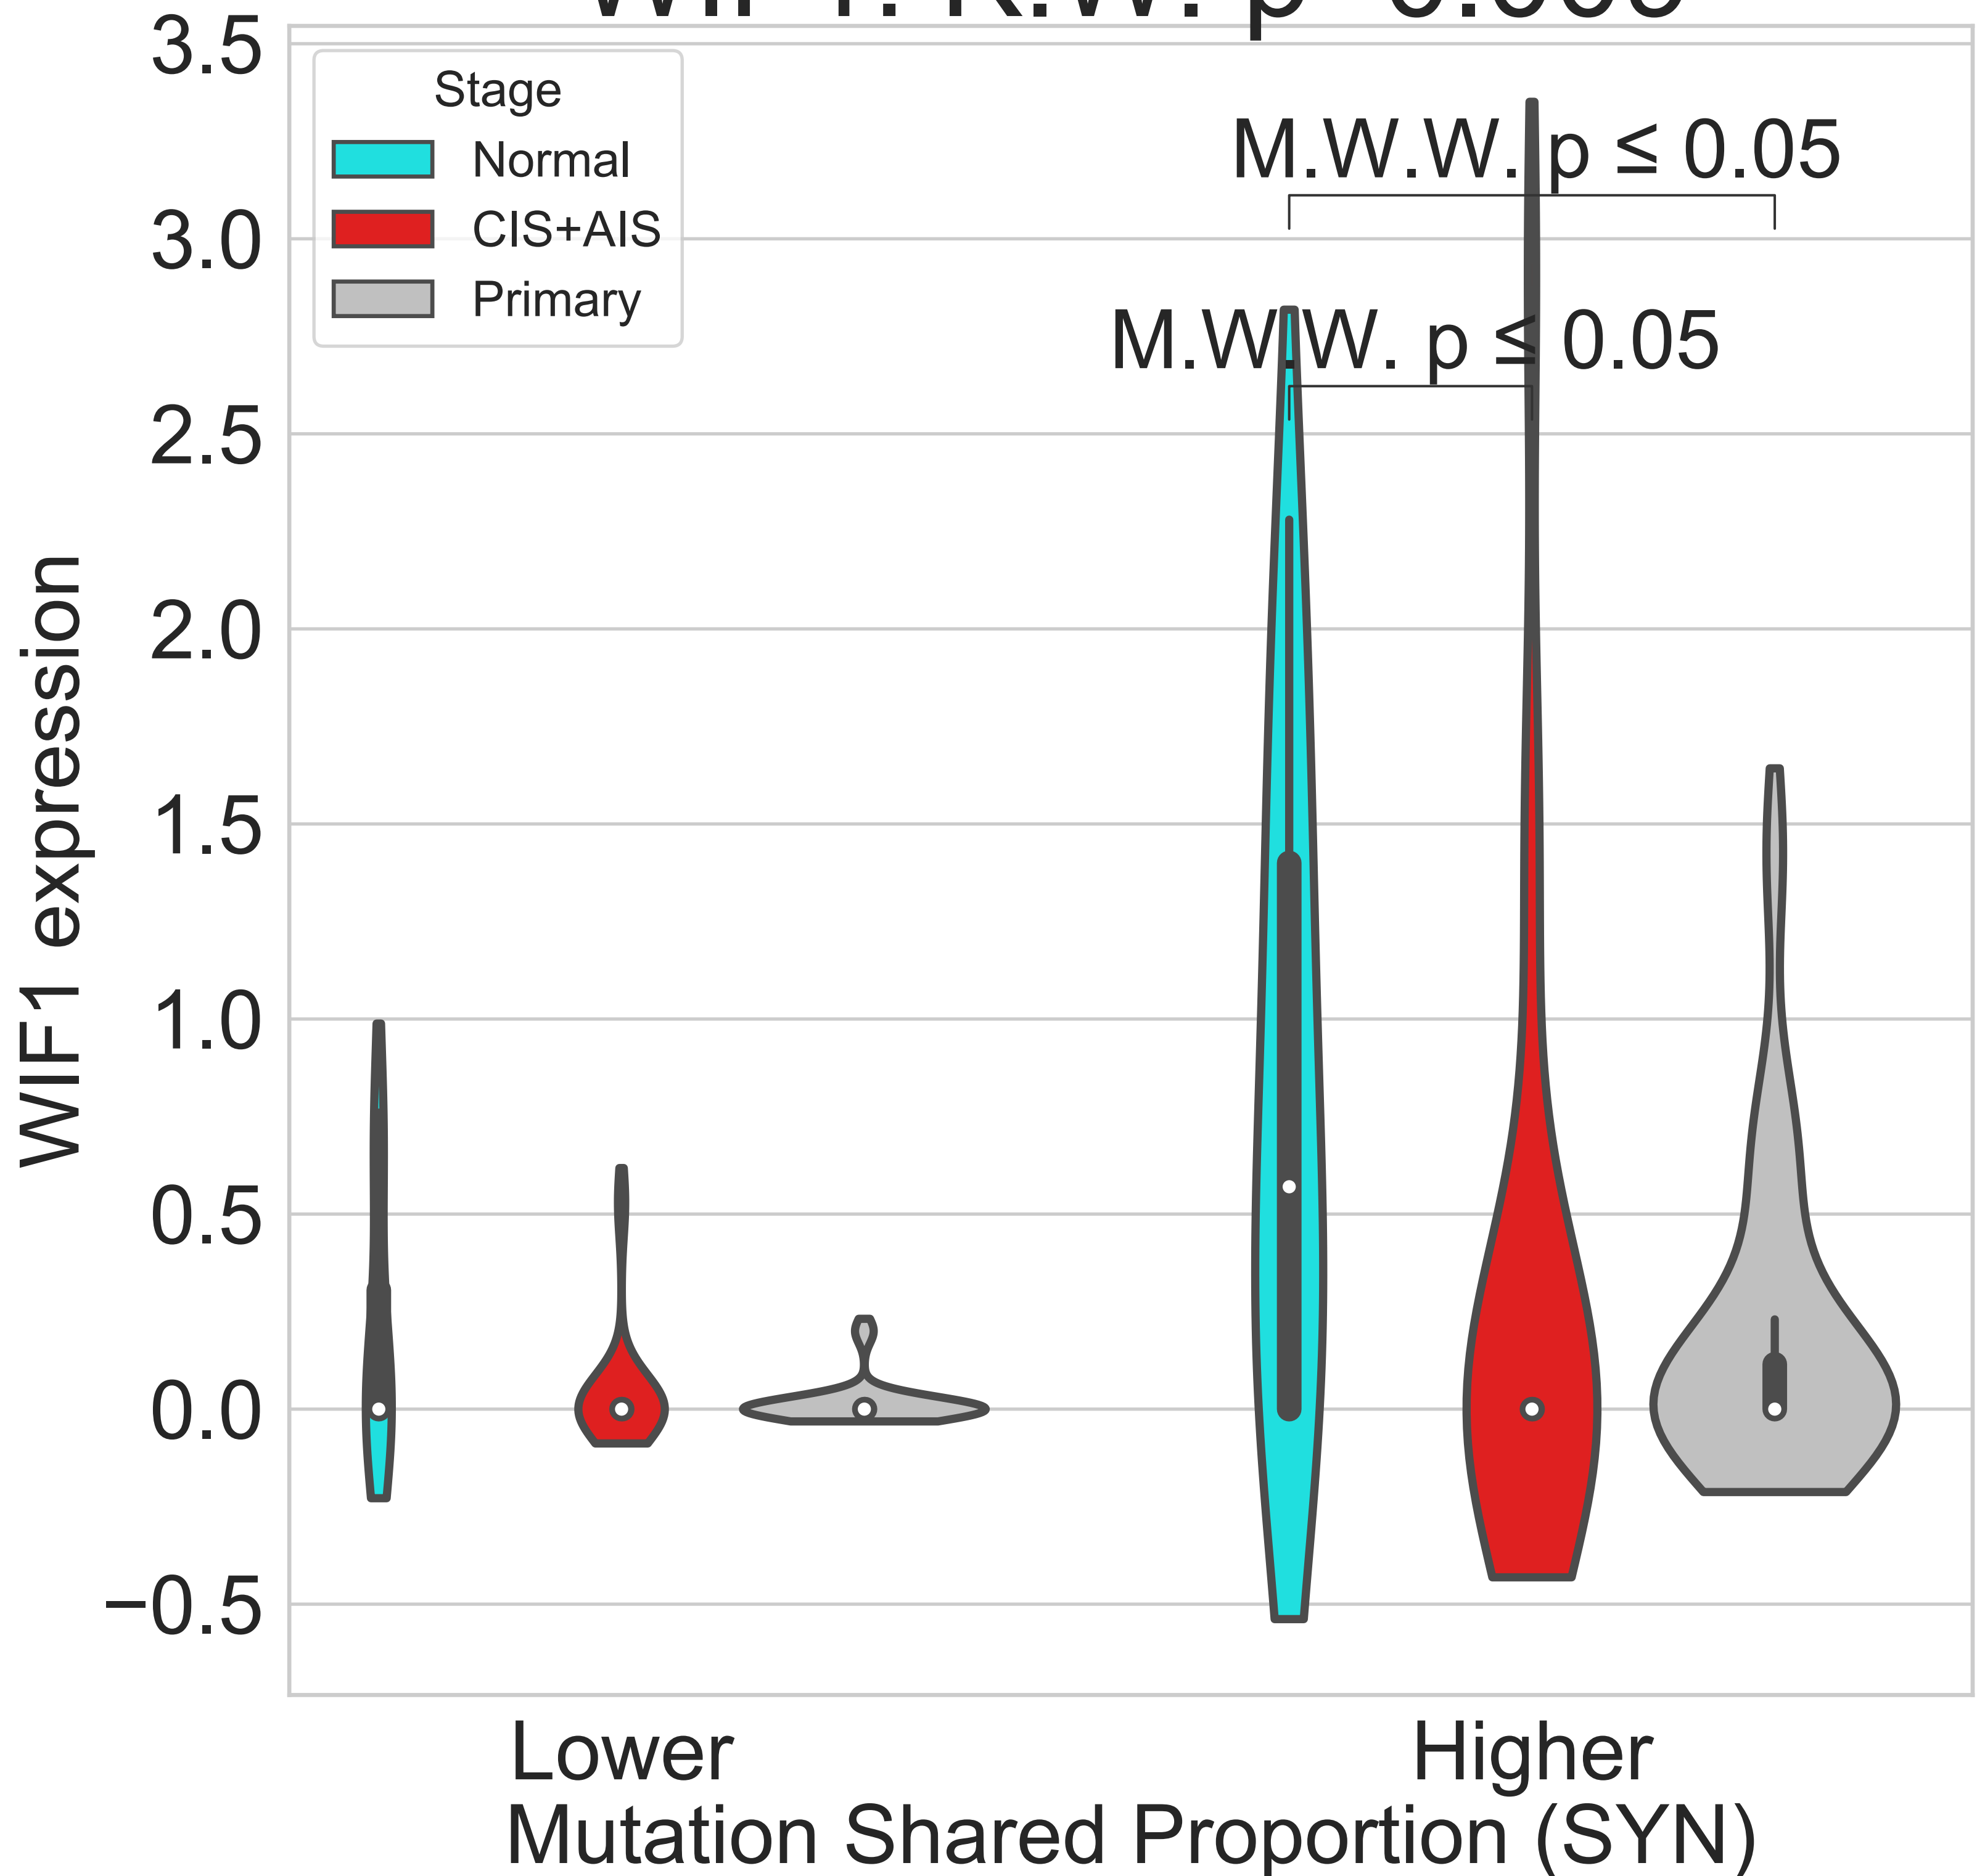 3.5
3.0
2.5
2.0
1.5
1.0
0.5
0.0
−0.5
WIF1 expression
Stage
Normal
CIS+AIS
Primary
M.W.W. p ≤ 0.05
M.W.W. p ≤ 0.05
Lower
Higher
Mutation Shared Proportion (SYN)